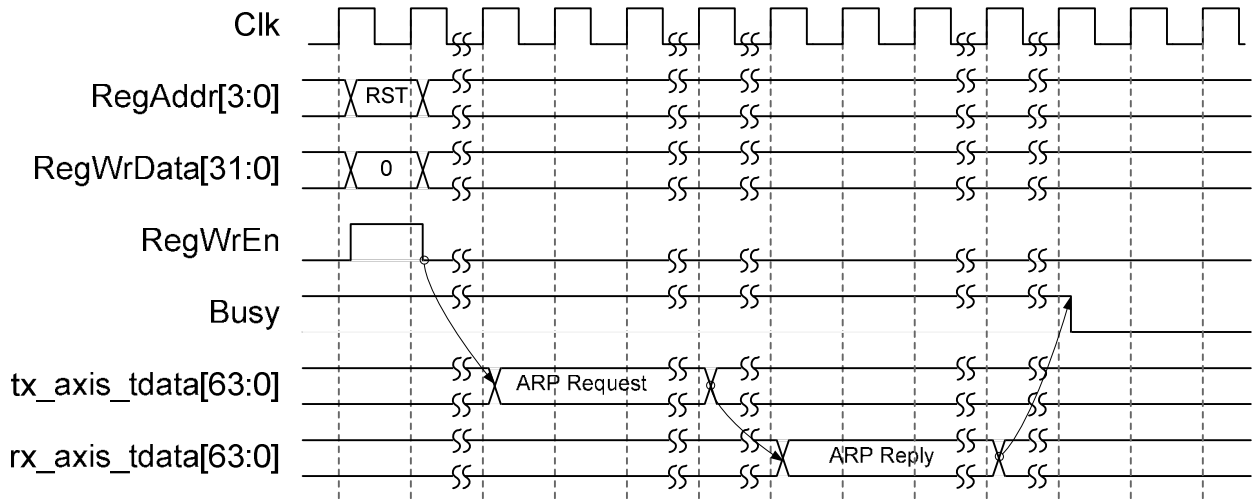 Clk
RegAddr[3:0]
RST
RegWrData[31:0]
0
RegWrEn
Busy
tx_axis_tdata[63:0]
ARP Request
rx_axis_tdata[63:0]
ARP Reply